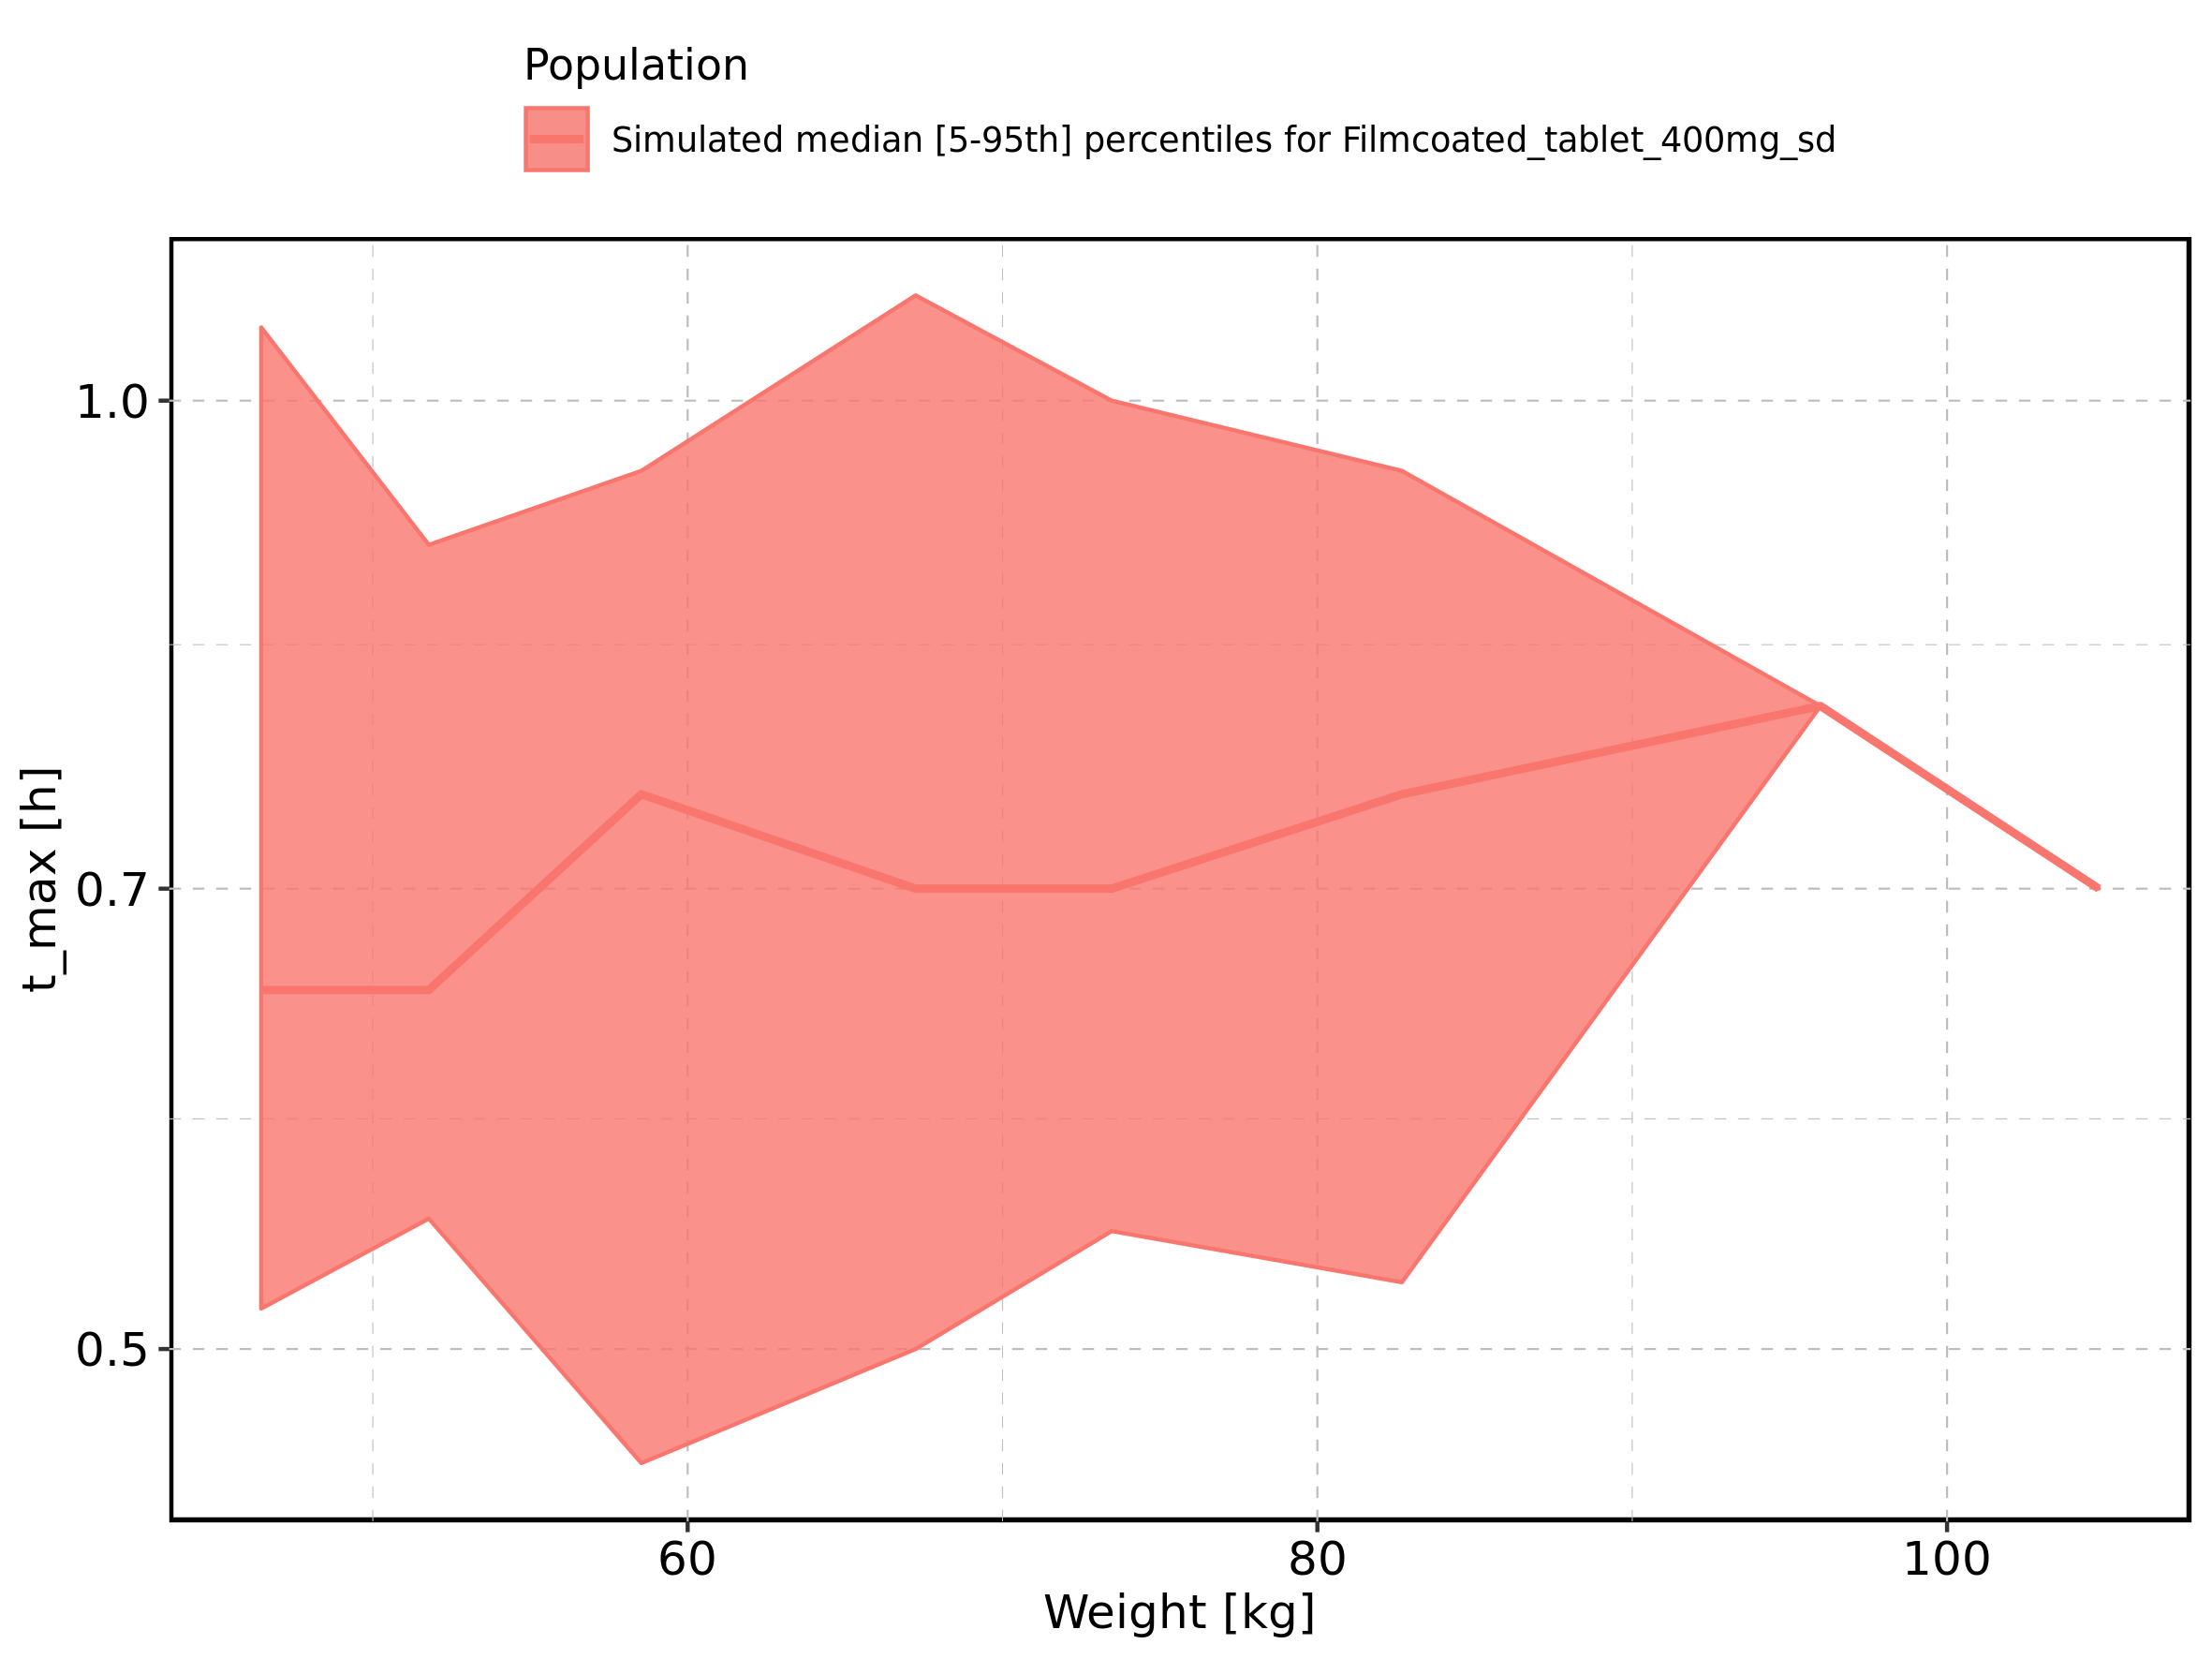 Population
Simulated median [5-95th] percentiles for Filmcoated_tablet_400mg_sd
1.0
0.7
0.5
t_max [h]
60 80 100
Weight [kg]